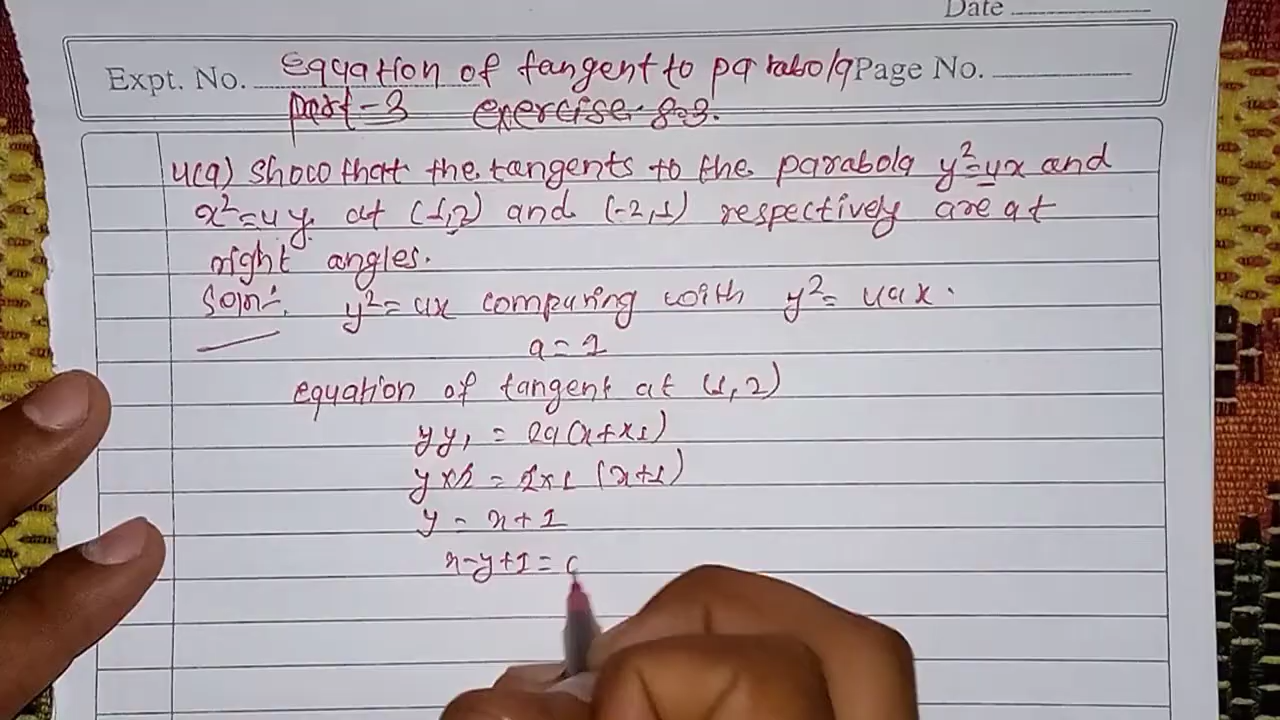 Date
Expt. No. Equation of tangent to parabola Page No.
part-3 exercise 8.3.
4(a) Show that the tangents to the parabola y²=4x and
x²=4y at (1,2) and (-2,1) respectively are at
right angles.
Soln:- y²=4x comparing with y²=4ax.
a=1
equation of tangent at (1,2)
yy₁ = 2a(x+x₁)
y×2 = 2×1 (x+1)
y = x+1
x-y+1=0